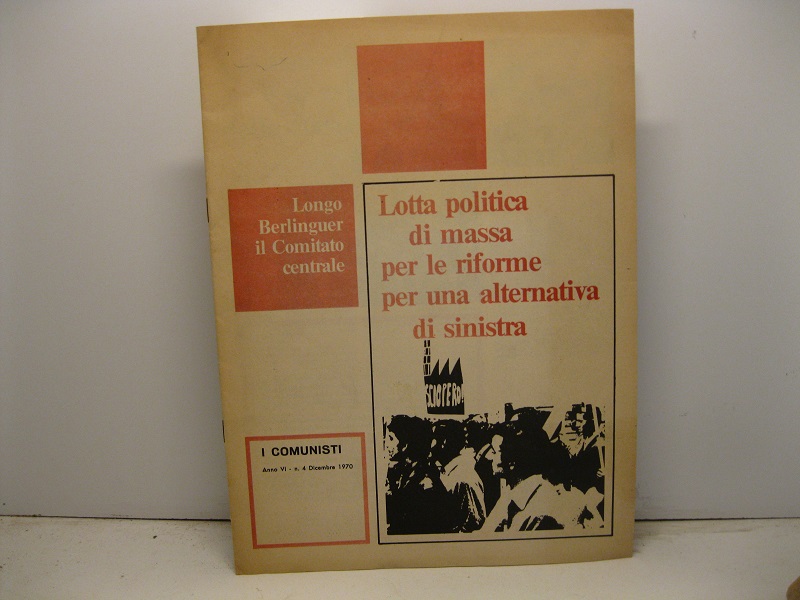 Longo
Berlinguer
il Comitato
centrale
Lotta politica
di massa
per le riforme
per una alternativa
di sinistra
SCIOPERO
I COMUNISTI
Anno VI - n. 4 Dicembre 1970